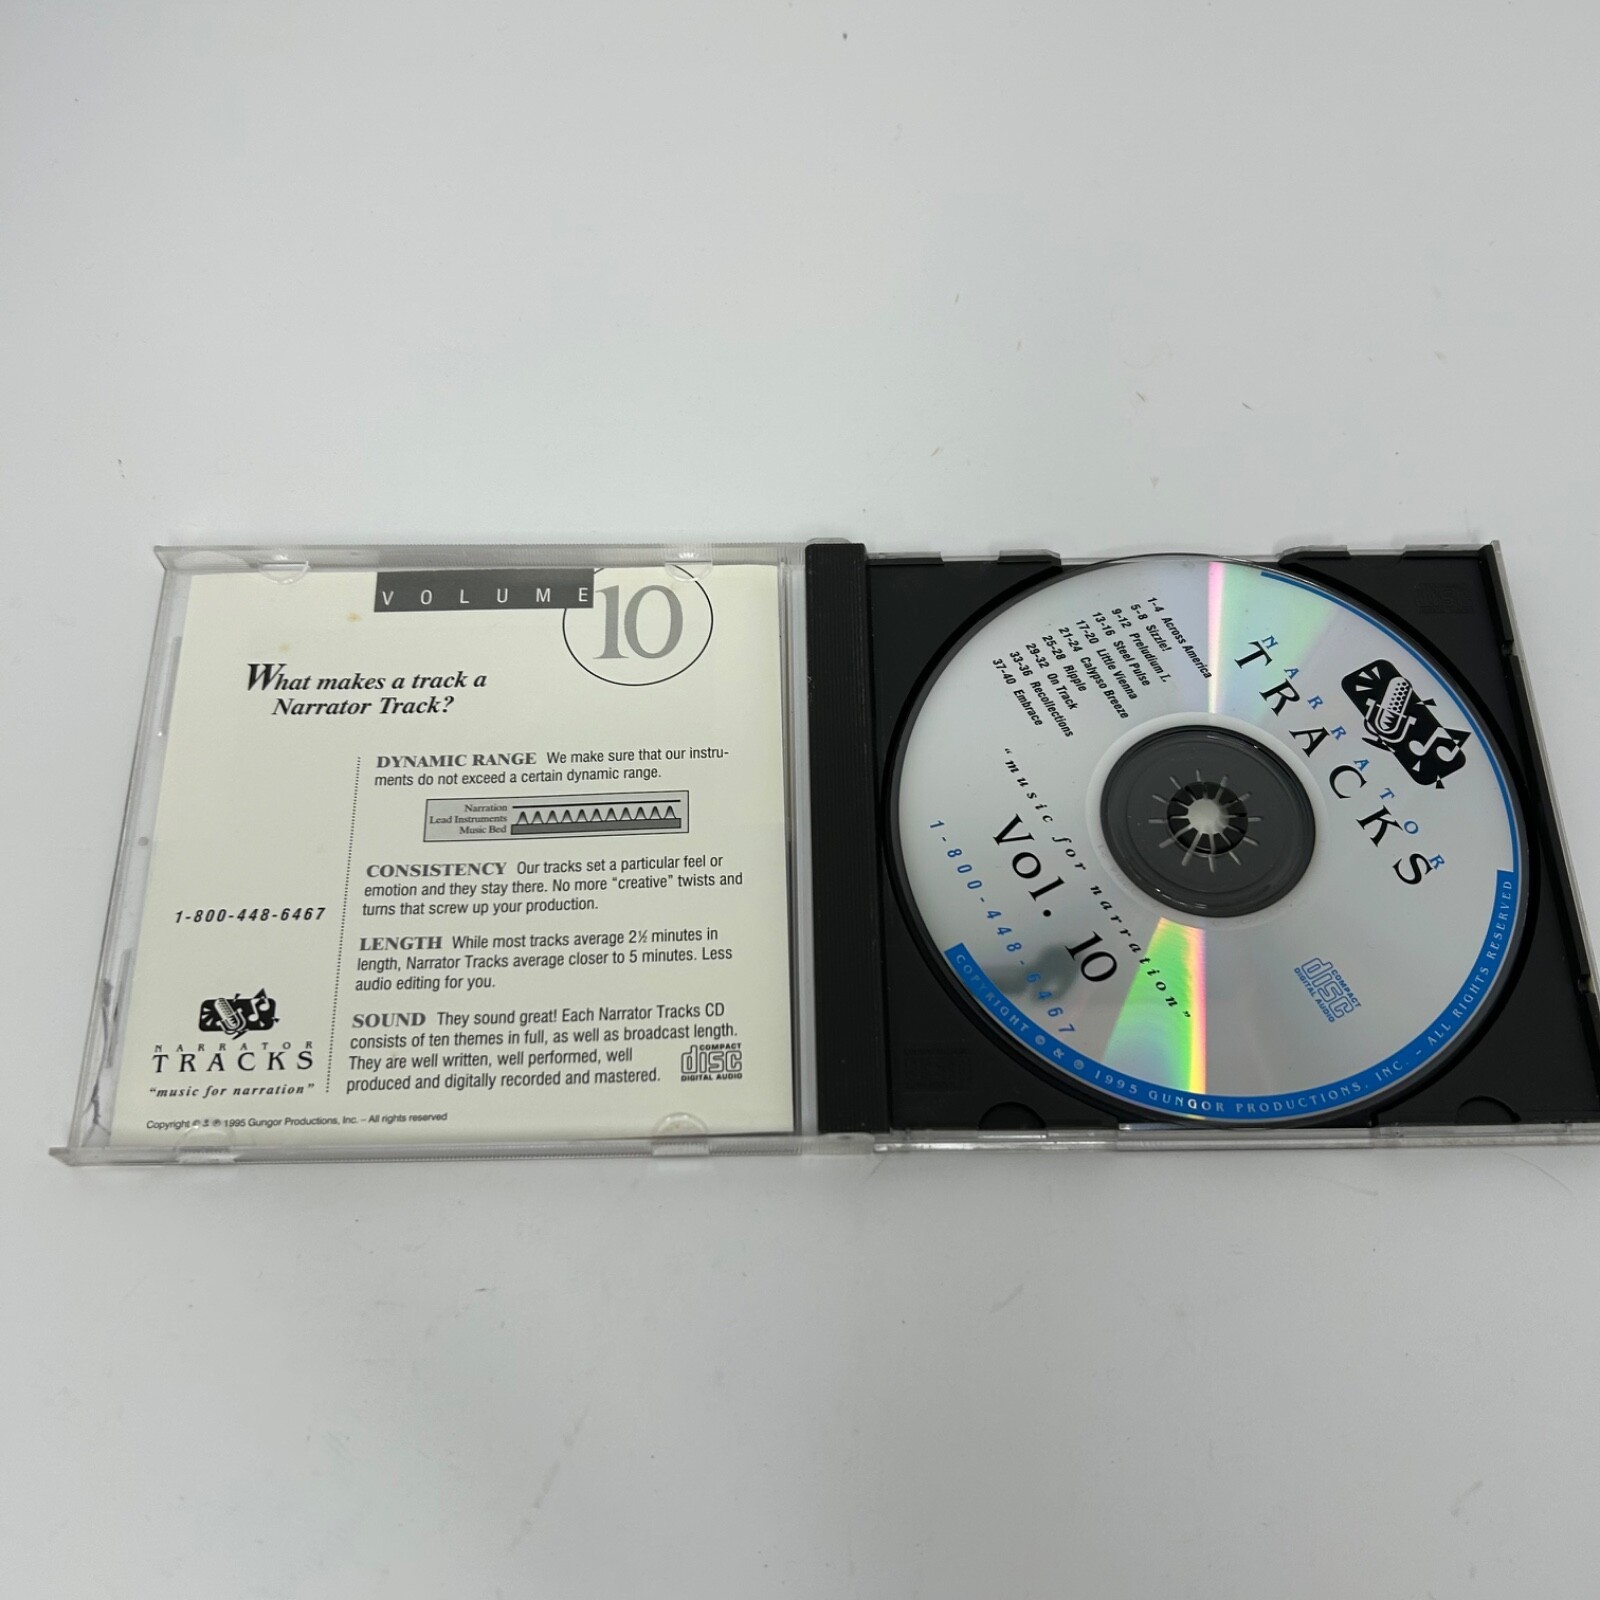 VOLUME 10
What makes a track a
Narrator Track?
DYNAMIC RANGE We make sure that our instru-
ments do not exceed a certain dynamic range.
Narration
Lead Instruments
Music Bed
CONSISTENCY Our tracks set a particular feel or
emotion and they stay there. No more "creative" twists and
turns that screw up your production.
1-800-448-6467
LENGTH While most tracks average 2½ minutes in
length, Narrator Tracks average closer to 5 minutes. Less
audio editing for you.
SOUND They sound great! Each Narrator Tracks CD
consists of ten themes in full, as well as broadcast length.
They are well written, well performed, well
produced and digitally recorded and mastered.
COMPACT
disc
DIGITAL AUDIO
NARRATOR
TRACKS
"music for narration"
Copyright © & ℗ 1995 Gungor Productions, Inc. – All rights reserved
NARRATOR
TRACKS
"music for narration"
Vol. 10
1-800-448-6467
1-4 Across America
5-8 Sizzle!
9-12 Preludium I.
13-16 Steel Pulse
17-20 Little Vienna
21-24 Calypso Breeze
25-28 Ripple
29-32 On Track
33-36 Recollections
37-40 Embrace
COMPACT
disc
DIGITAL AUDIO
COPYRIGHT © & ℗ 1995 GUNGOR PRODUCTIONS, INC. – ALL RIGHTS RESERVED